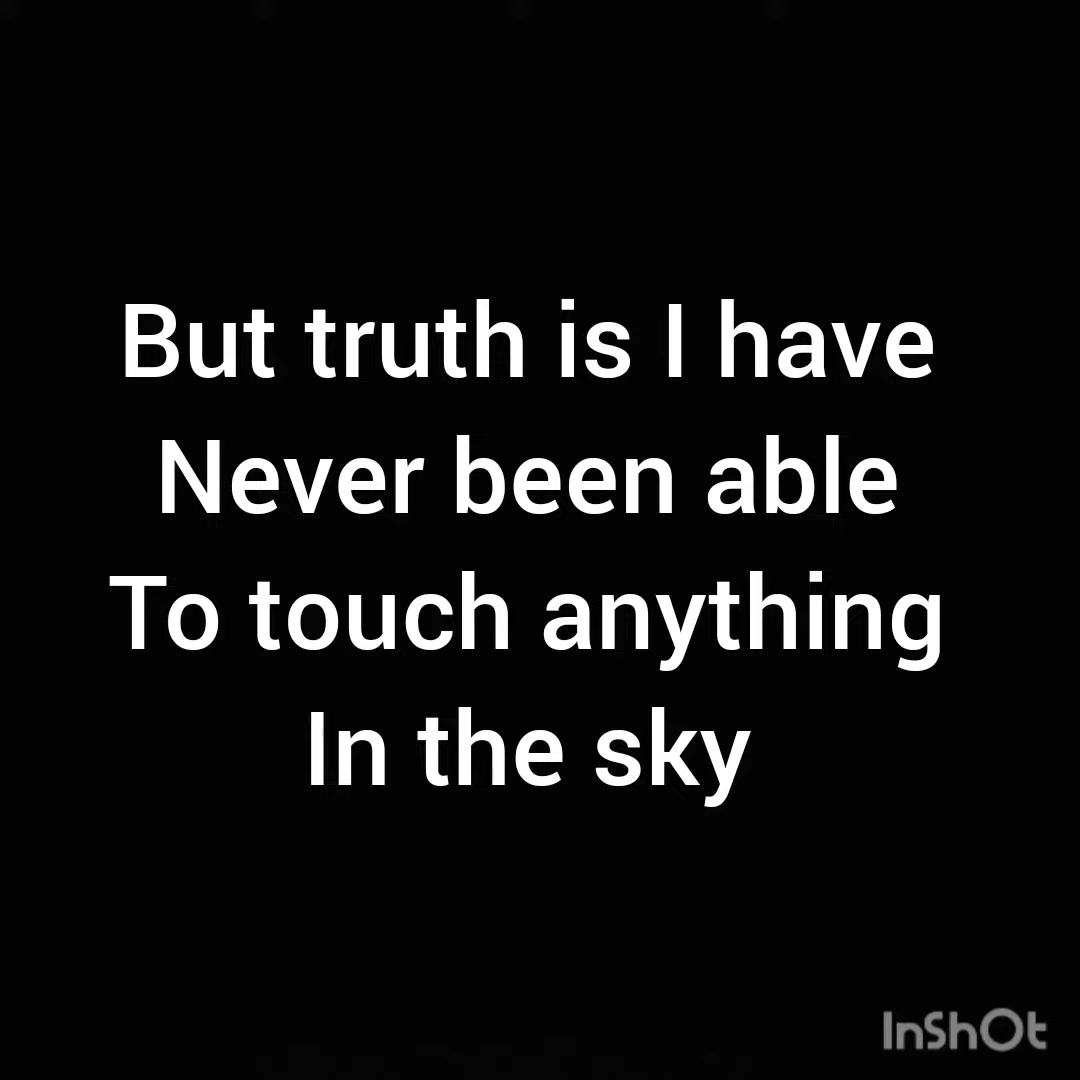 But truth is I have
Never been able
To touch anything
In the sky
InShOt